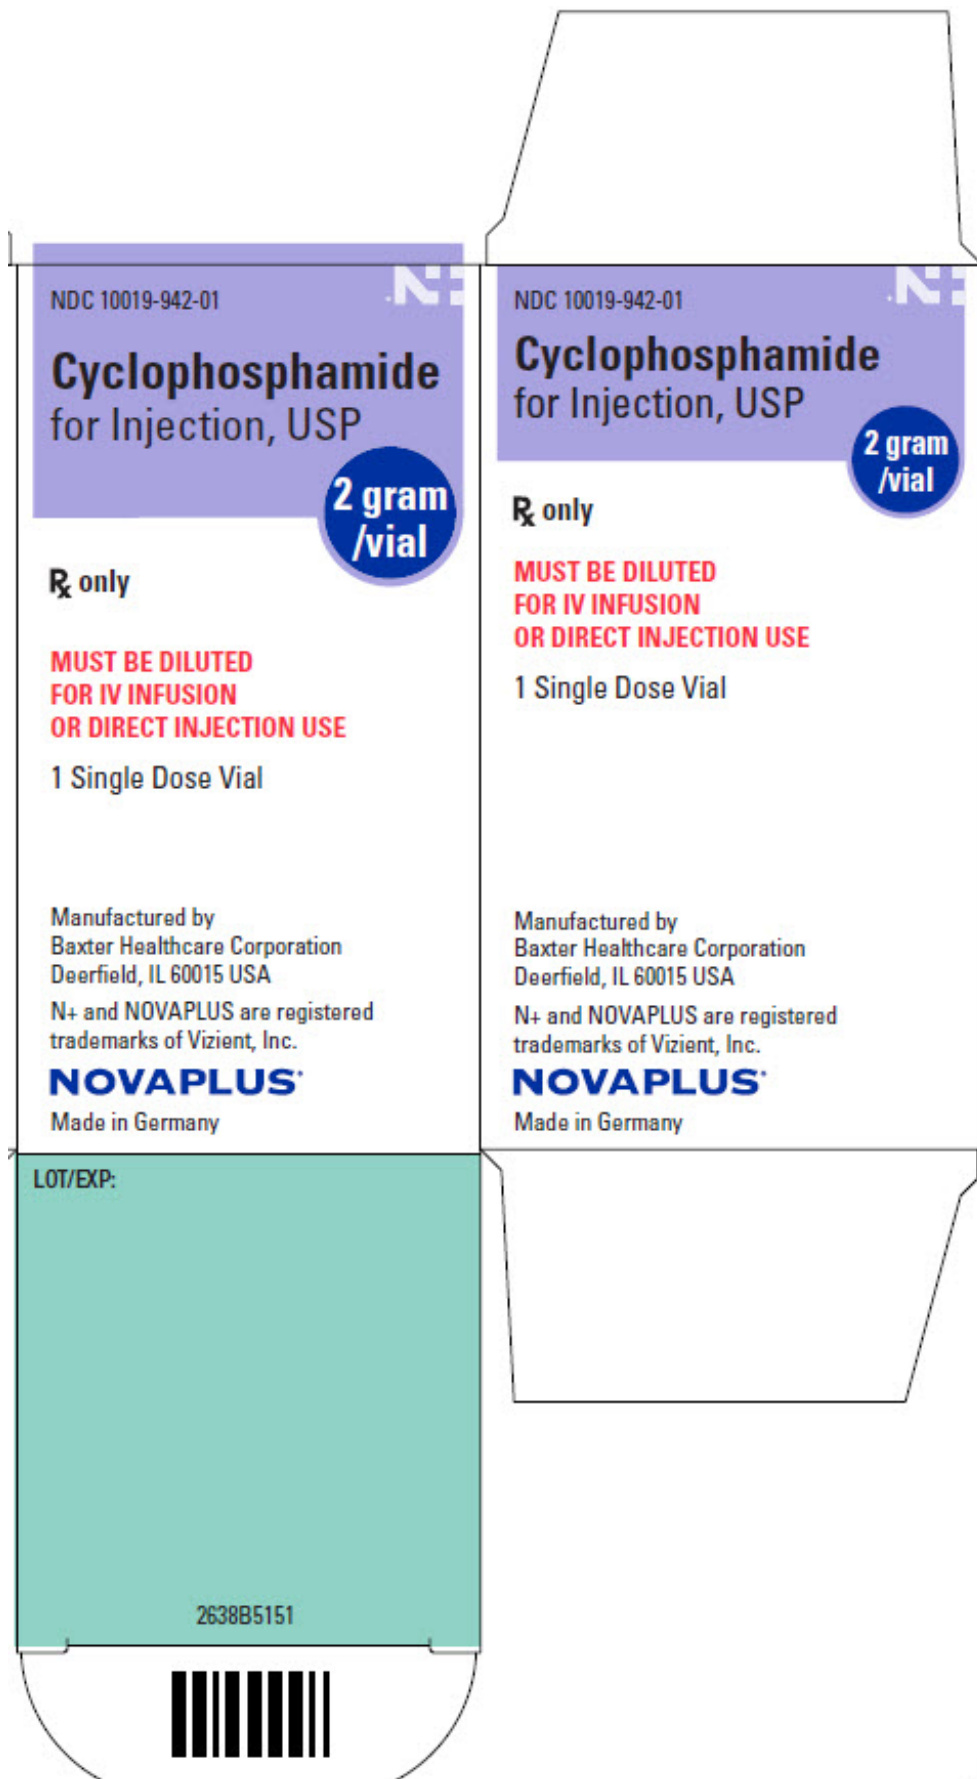 NDC 10019-942-01
Cyclophosphamide
for Injection, USP
2 gram
/vial
Rx only
MUST BE DILUTED
FOR IV INFUSION
OR DIRECT INJECTION USE
1 Single Dose Vial
Manufactured by
Baxter Healthcare Corporation
Deerfield, IL 60015 USA
N+ and NOVAPLUS are registered
trademarks of Vizient, Inc.
NOVAPLUS
Made in Germany
LOT/EXP:
2638B5151
NDC 10019-942-01
Cyclophosphamide
for Injection, USP
2 gram
/vial
Rx only
MUST BE DILUTED
FOR IV INFUSION
OR DIRECT INJECTION USE
1 Single Dose Vial
Manufactured by
Baxter Healthcare Corporation
Deerfield, IL 60015 USA
N+ and NOVAPLUS are registered
trademarks of Vizient, Inc.
NOVAPLUS
Made in Germany